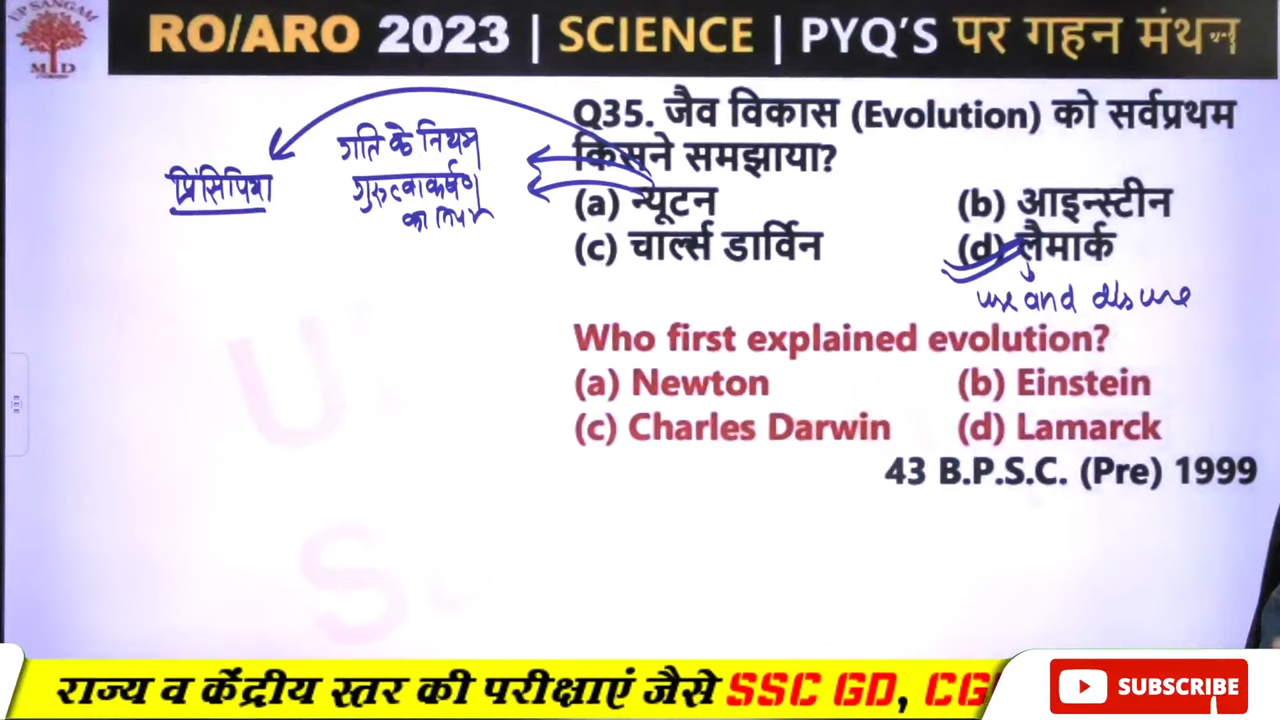 UP SANGAM
RO/ARO 2023 | SCIENCE | PYQ'S पर गहन मंथन
Q35. जैव विकास (Evolution) को सर्वप्रथम
किसने समझाया?
(a) न्यूटन (b) आइन्स्टीन
(c) चार्ल्स डार्विन (d) लैमार्क
प्रिंसिपिया
गति के नियम
गुरुत्वाकर्षण
का नियम
use and disuse
Who first explained evolution?
(a) Newton (b) Einstein
(c) Charles Darwin (d) Lamarck
43 B.P.S.C. (Pre) 1999
राज्य व केंद्रीय स्तर की परीक्षाएं जैसे SSC GD, CG
SUBSCRIBE